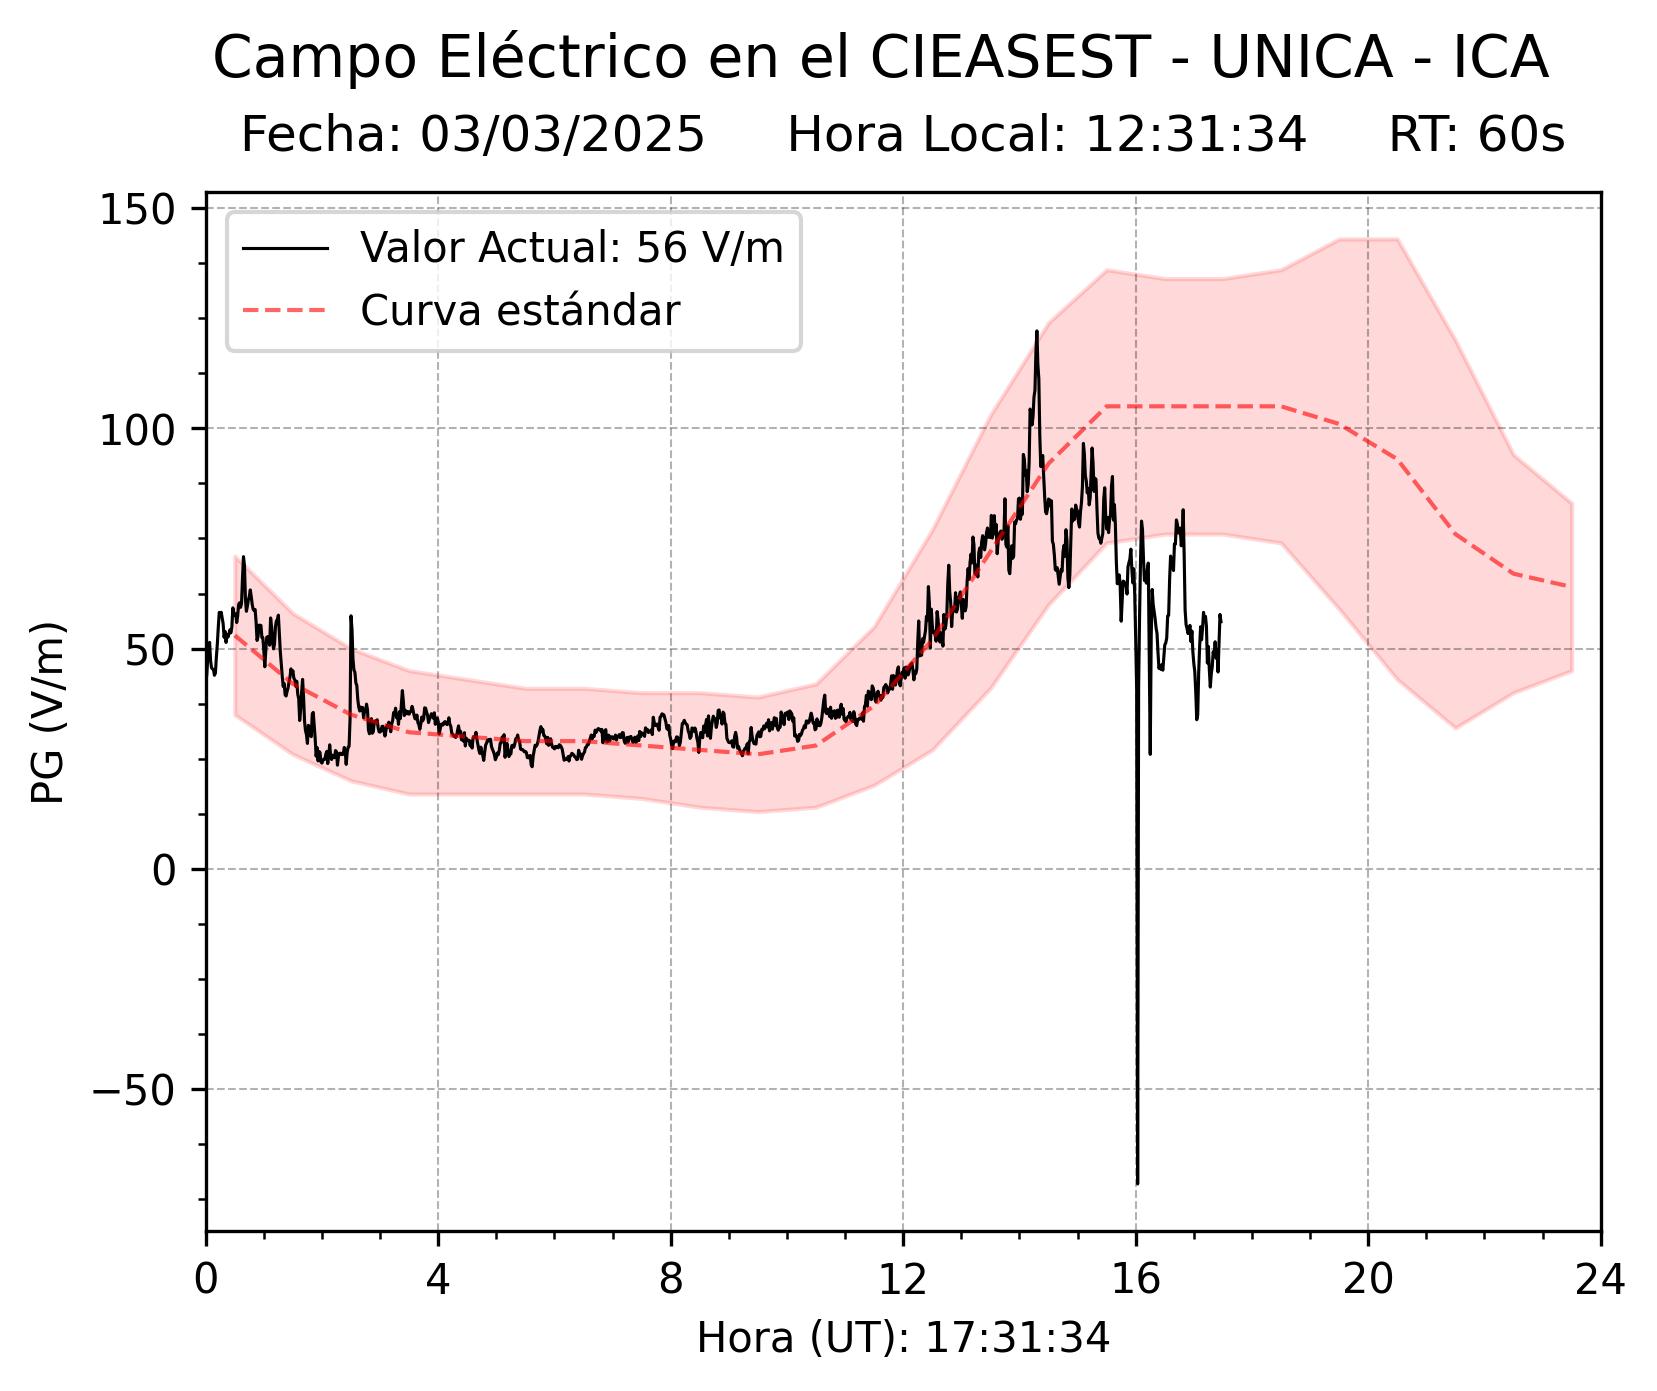 Campo Eléctrico en el CIEASEST - UNICA - ICA
Fecha: 03/03/2025 Hora Local: 12:31:34 RT: 60s
Valor Actual: 56 V/m
Curva estándar
150
100
50
0
−50
PG (V/m)
0 4 8 12 16 20 24
Hora (UT): 17:31:34